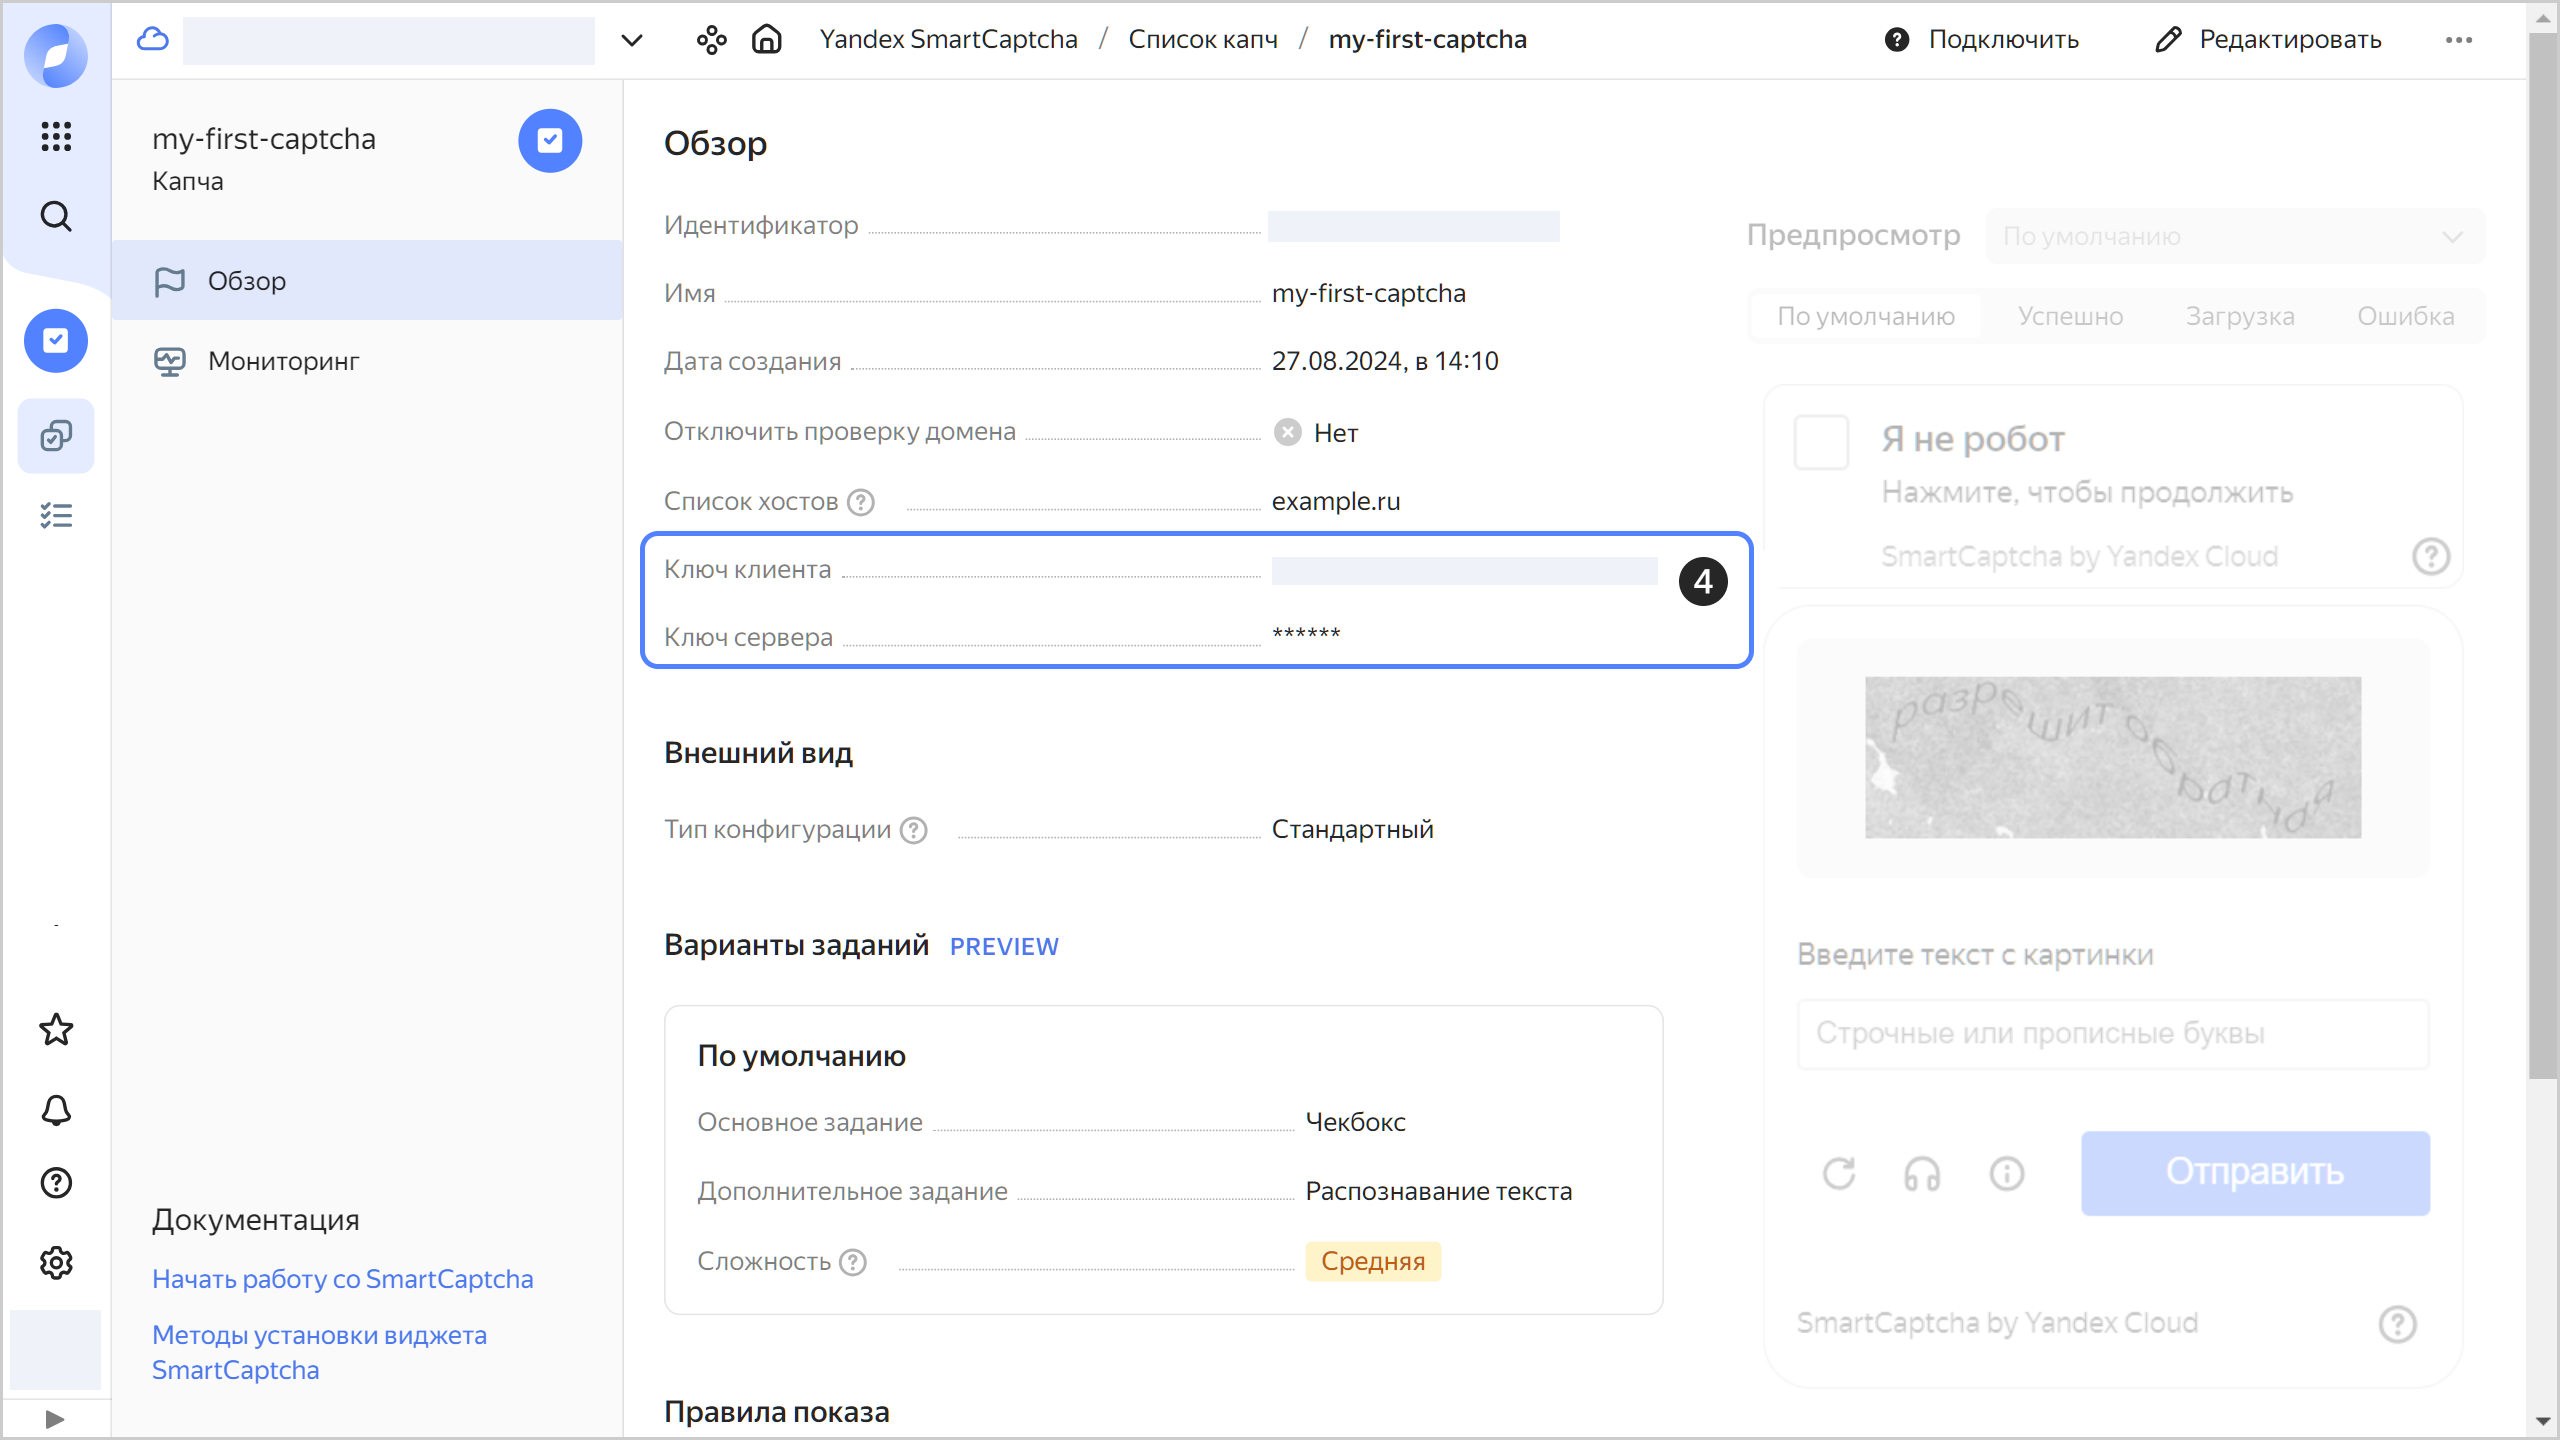 Yandex SmartCaptcha / Список капч / my-first-captcha
Подключить
Редактировать
my-first-captcha
Капча
Обзор
Мониторинг
Документация
Начать работу со SmartCaptcha
Методы установки виджета
SmartCaptcha
Обзор
Идентификатор
Имя my-first-captcha
Дата создания 27.08.2024, в 14:10
Отключить проверку домена Нет
Список хостов example.ru
Ключ клиента
4
Ключ сервера ******
Внешний вид
Тип конфигурации Стандартный
Варианты заданий PREVIEW
По умолчанию
Основное задание Чекбокс
Дополнительное задание Распознавание текста
Сложность Средняя
Правила показа
Предпросмотр По умолчанию
По умолчанию Успешно Загрузка Ошибка
Я не робот
Нажмите, чтобы продолжить
SmartCaptcha by Yandex Cloud
разрешит обратна
Введите текст с картинки
Строчные или прописные буквы
Отправить
SmartCaptcha by Yandex Cloud